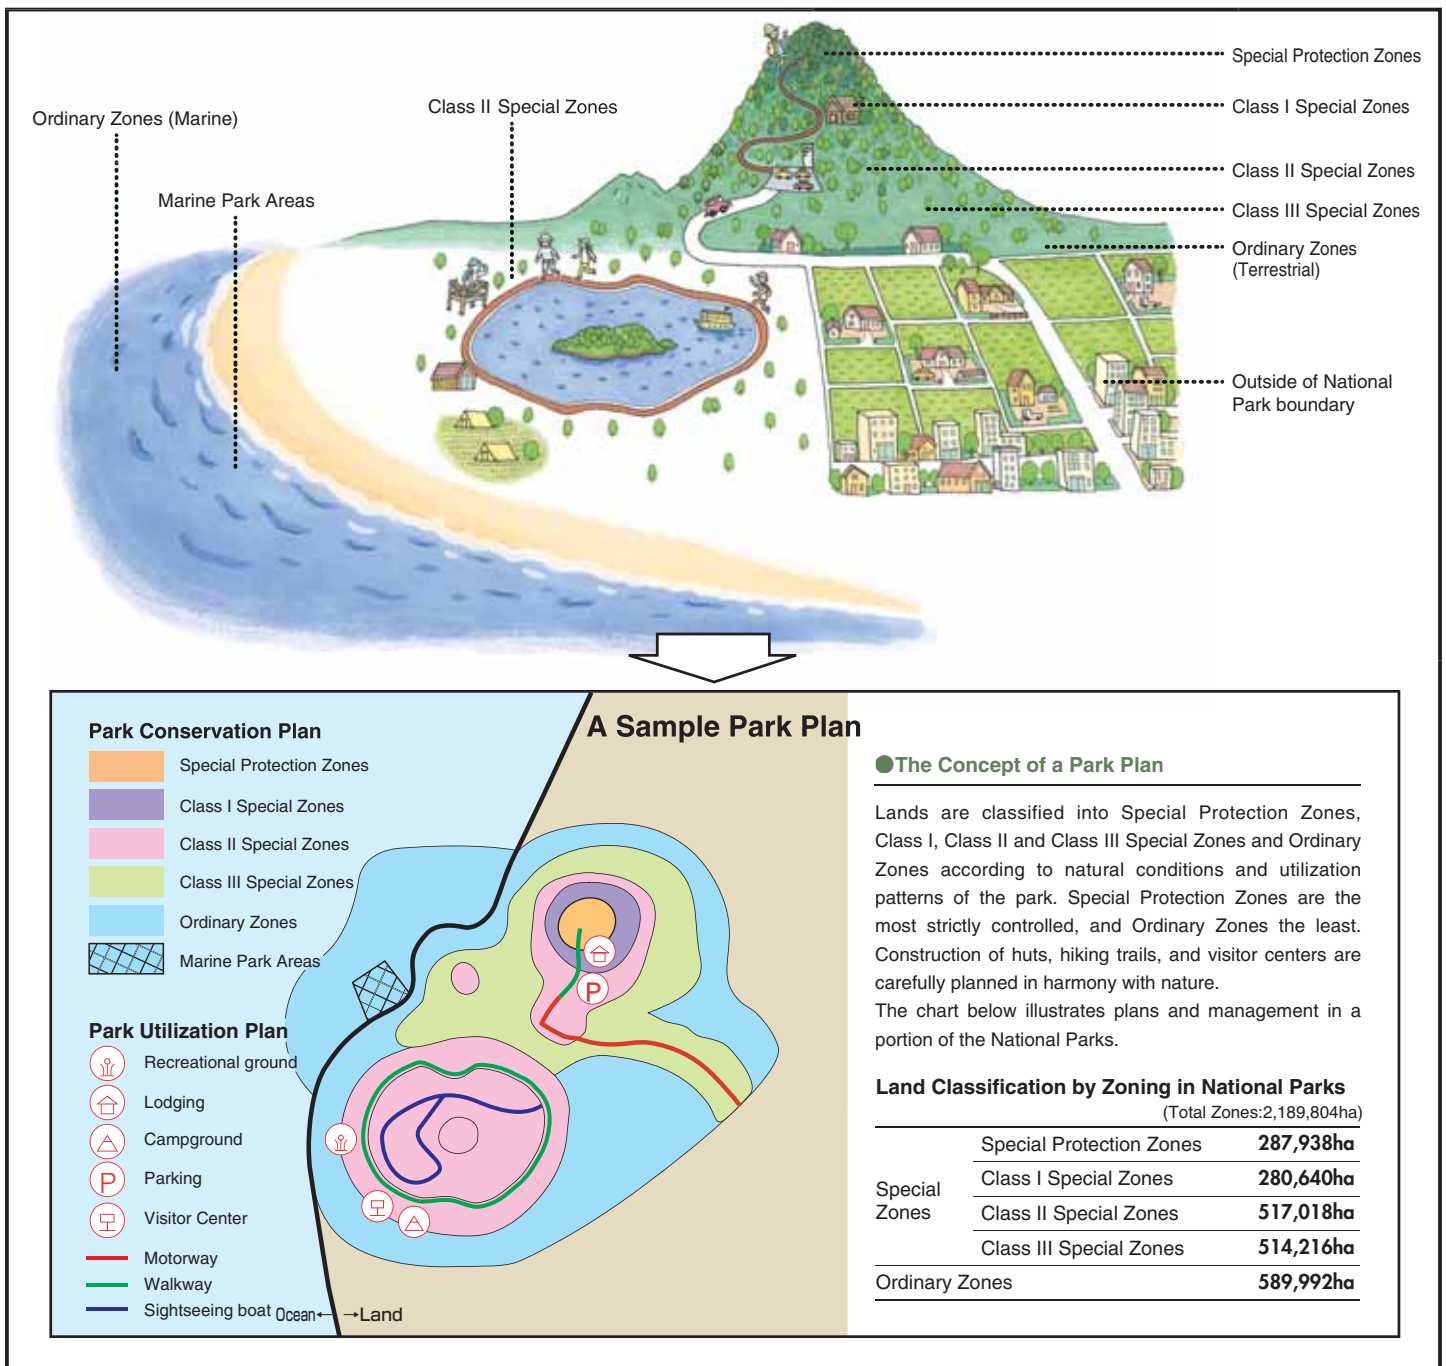 Special Protection Zones
Class I Special Zones
Class II Special Zones
Ordinary Zones (Marine)
Class II Special Zones
Marine Park Areas
Class III Special Zones
Ordinary Zones
(Terrestrial)
Outside of National
Park boundary
A Sample Park Plan
Park Conservation Plan
Special Protection Zones
Class I Special Zones
Class II Special Zones
Class III Special Zones
Ordinary Zones
Marine Park Areas
Park Utilization Plan
Recreational ground
Lodging
Campground
P Parking
Visitor Center
Motorway
Walkway
Sightseeing boat
Ocean← →Land
P
●The Concept of a Park Plan
Lands are classified into Special Protection Zones,
Class I, Class II and Class III Special Zones and Ordinary
Zones according to natural conditions and utilization
patterns of the park. Special Protection Zones are the
most strictly controlled, and Ordinary Zones the least.
Construction of huts, hiking trails, and visitor centers are
carefully planned in harmony with nature.
The chart below illustrates plans and management in a
portion of the National Parks.
Land Classification by Zoning in National Parks
(Total Zones:2,189,804ha)
Special
Zones
Special Protection Zones 287,938ha
Class I Special Zones 280,640ha
Class II Special Zones 517,018ha
Class III Special Zones 514,216ha
Ordinary Zones 589,992ha